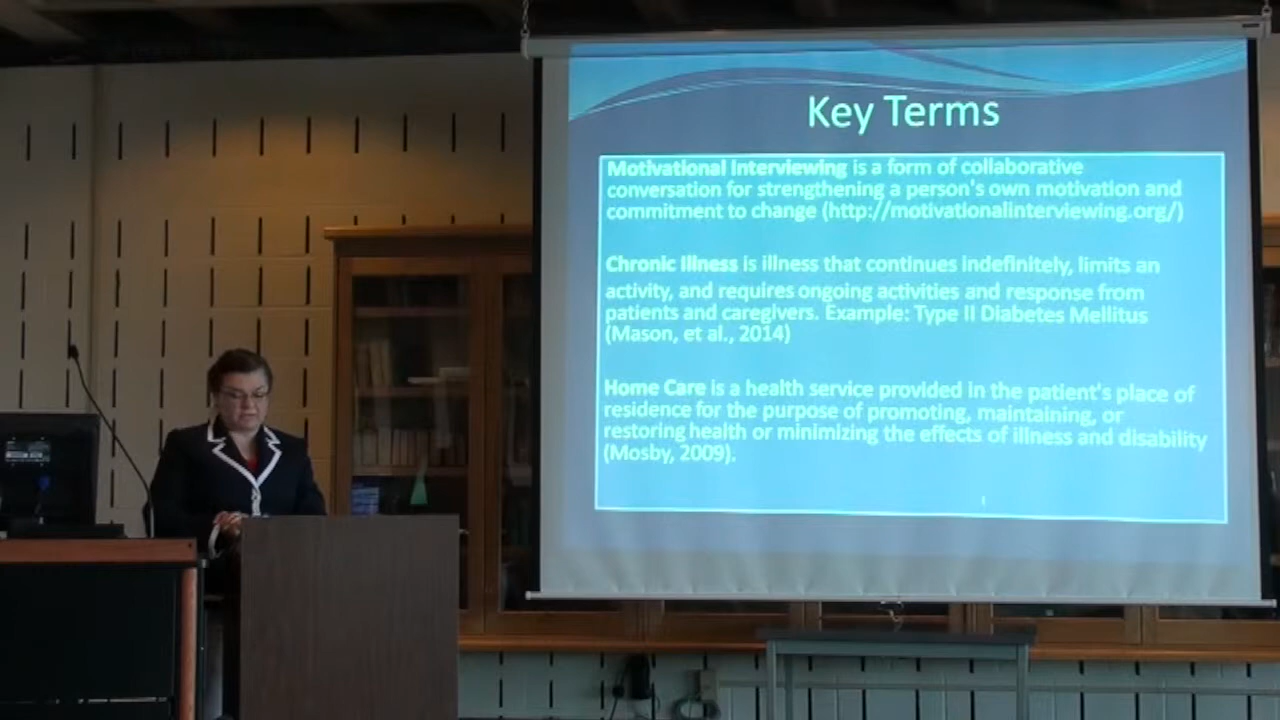 Key Terms
Motivational Interviewing is a form of collaborative
conversation for strengthening a person's own motivation and
commitment to change (http://motivationalinterviewing.org/)
Chronic Illness is illness that continues indefinitely, limits an
activity, and requires ongoing activities and response from
patients and caregivers. Example: Type II Diabetes Mellitus
(Mason, et al., 2014)
Home Care is a health service provided in the patient's place of
residence for the purpose of promoting, maintaining, or
restoring health or minimizing the effects of illness and disability
(Mosby, 2009).